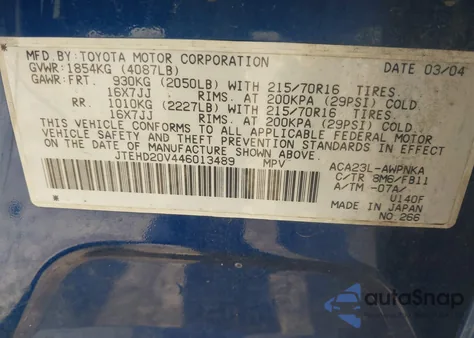 MFD.BY: TOYOTA MOTOR CORPORATION DATE 03/04
GVWR: 1854KG (4087LB)
GAWR: FRT. 930KG (2050LB) WITH 215/70R16 TIRES.
16X7JJ RIMS. AT 200KPA (29PSI) COLD
RR. 1010KG (2227LB) WITH 215/70R16 TIRES.
16X7JJ RIMS. AT 200KPA (29PSI) COLD
THIS VEHICLE CONFORMS TO ALL APPLICABLE FEDERAL MOTOR
VEHICLE SAFETY AND THEFT PREVENTION STANDARDS IN EFFECT ON
THE DATE OF MANUFACTURE SHOWN ABOVE.
JTEHD20V446013489 MPV
ACA23L-AWPNKA
C/TR 8M6/FB11
A/TM -07A/
U140F
MADE IN JAPAN
NO.266
autoSnap